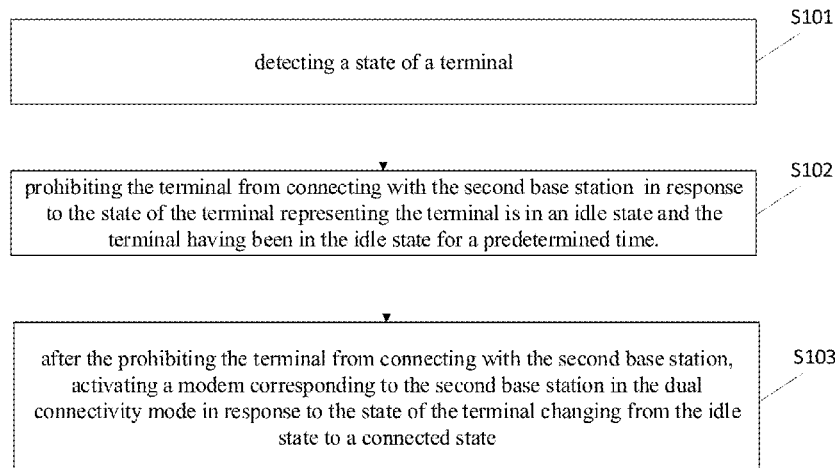 S101
detecting a state of a terminal
S102
prohibiting the terminal from connecting with the second base station in response
to the state of the terminal representing the terminal is in an idle state and the
terminal having been in the idle state for a predetermined time.
S103
after the prohibiting the terminal from connecting with the second base station,
activating a modem corresponding to the second base station in the dual
connectivity mode in response to the state of the terminal changing from the idle
state to a connected state